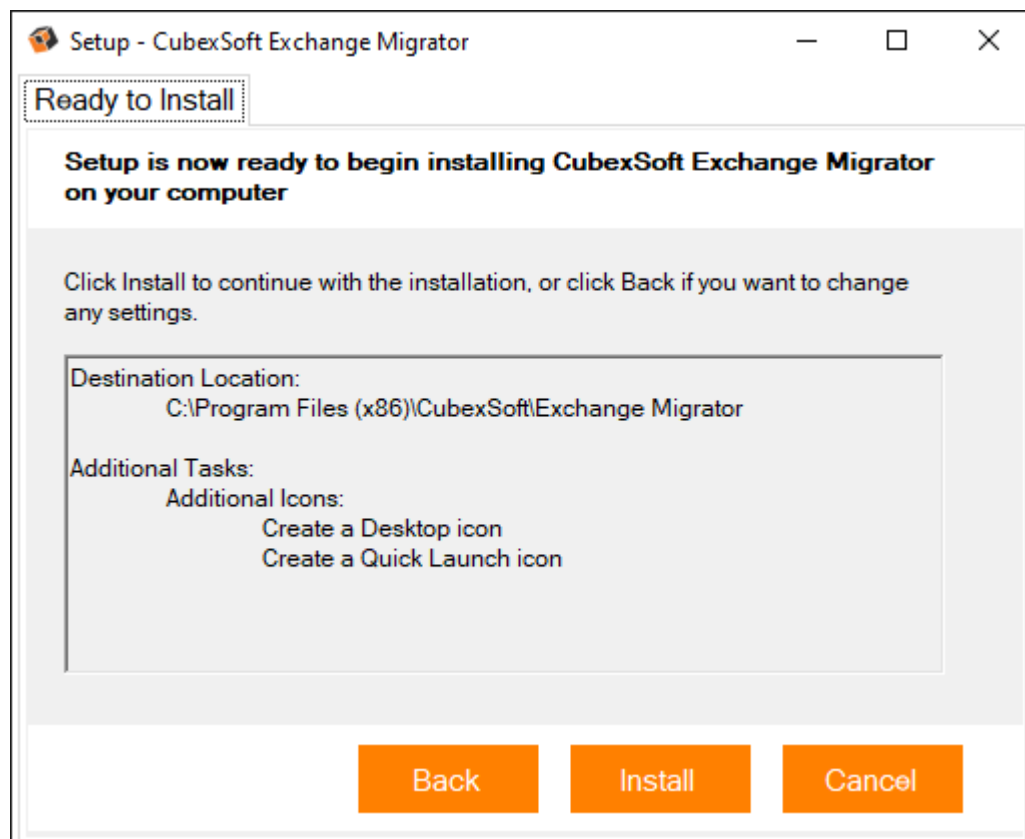 Setup - CubexSoft Exchange Migrator
Ready to Install
Setup is now ready to begin installing CubexSoft Exchange Migrator
on your computer
Click Install to continue with the installation, or click Back if you want to change
any settings.
Destination Location:
C:\Program Files (x86)\CubexSoft\Exchange Migrator
Additional Tasks:
Additional Icons:
Create a Desktop icon
Create a Quick Launch icon
Back
Install
Cancel